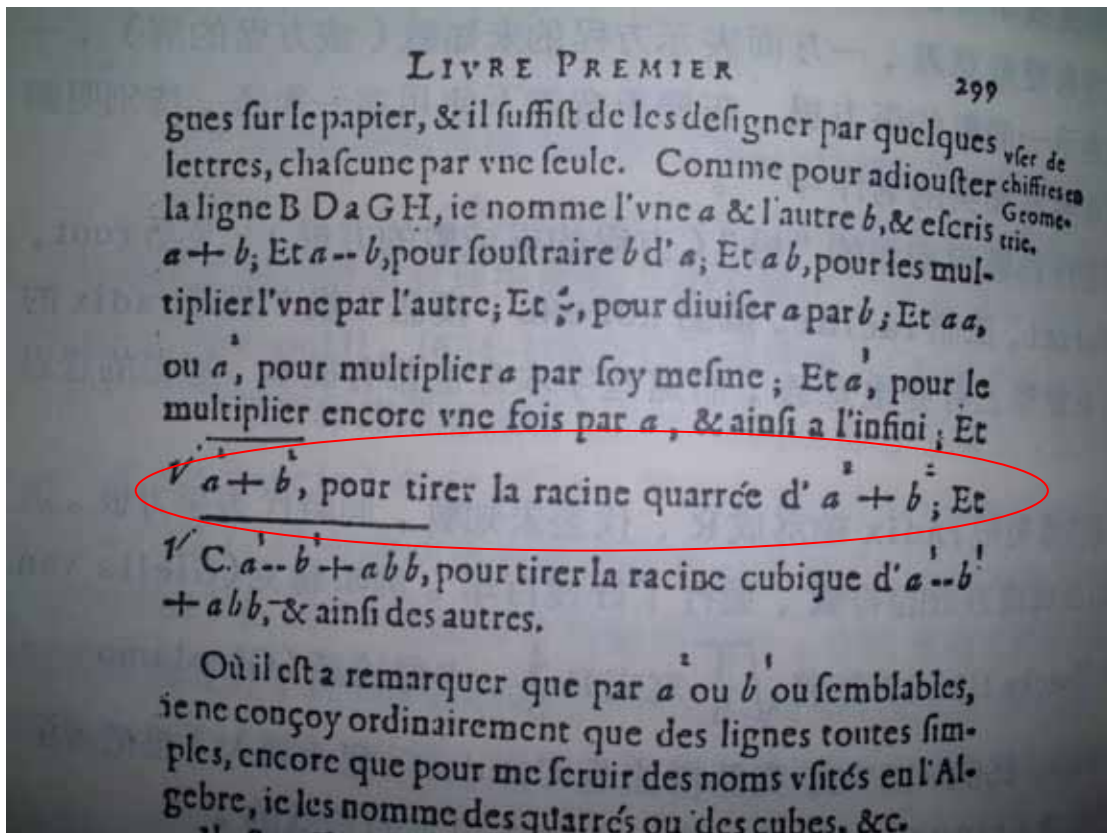 LIVRE PREMIER
299
gnes ſur le papier, & il ſuffiſt de les deſigner par quelques
lettres, chaſcune par vne ſeule. Comme pour adiouſter
la ligne B D a G H, ie nomme l'vne a & l'autre b, & eſcris
vſer de
chiffres en
Geome-
trie.
a + b; Et a -- b, pour ſouſtraire b d' a; Et a b, pour les mul-
tiplier l'vne par l'autre; Et a/b, pour diuiſer a par b; Et aa,
ou a², pour multiplier a par ſoy meſme; Et a³, pour le
multiplier encore vne fois par a, & ainſi a l'infini; Et
√ a² + b², pour tirer la racine quarrée d' a² + b²; Et
√ C. a³ -- b³ + abb, pour tirer la racine cubique d' a³ -- b³
+ abb, & ainſi des autres.
Où il eſt a remarquer que par a² ou b³ ou ſemblables,
ie ne conçoy ordinairement que des lignes toutes ſim-
ples, encore que pour me ſeruir des noms vſités en l'Al-
gebre, ie les nomme des quarrés ou des cubes, &c.